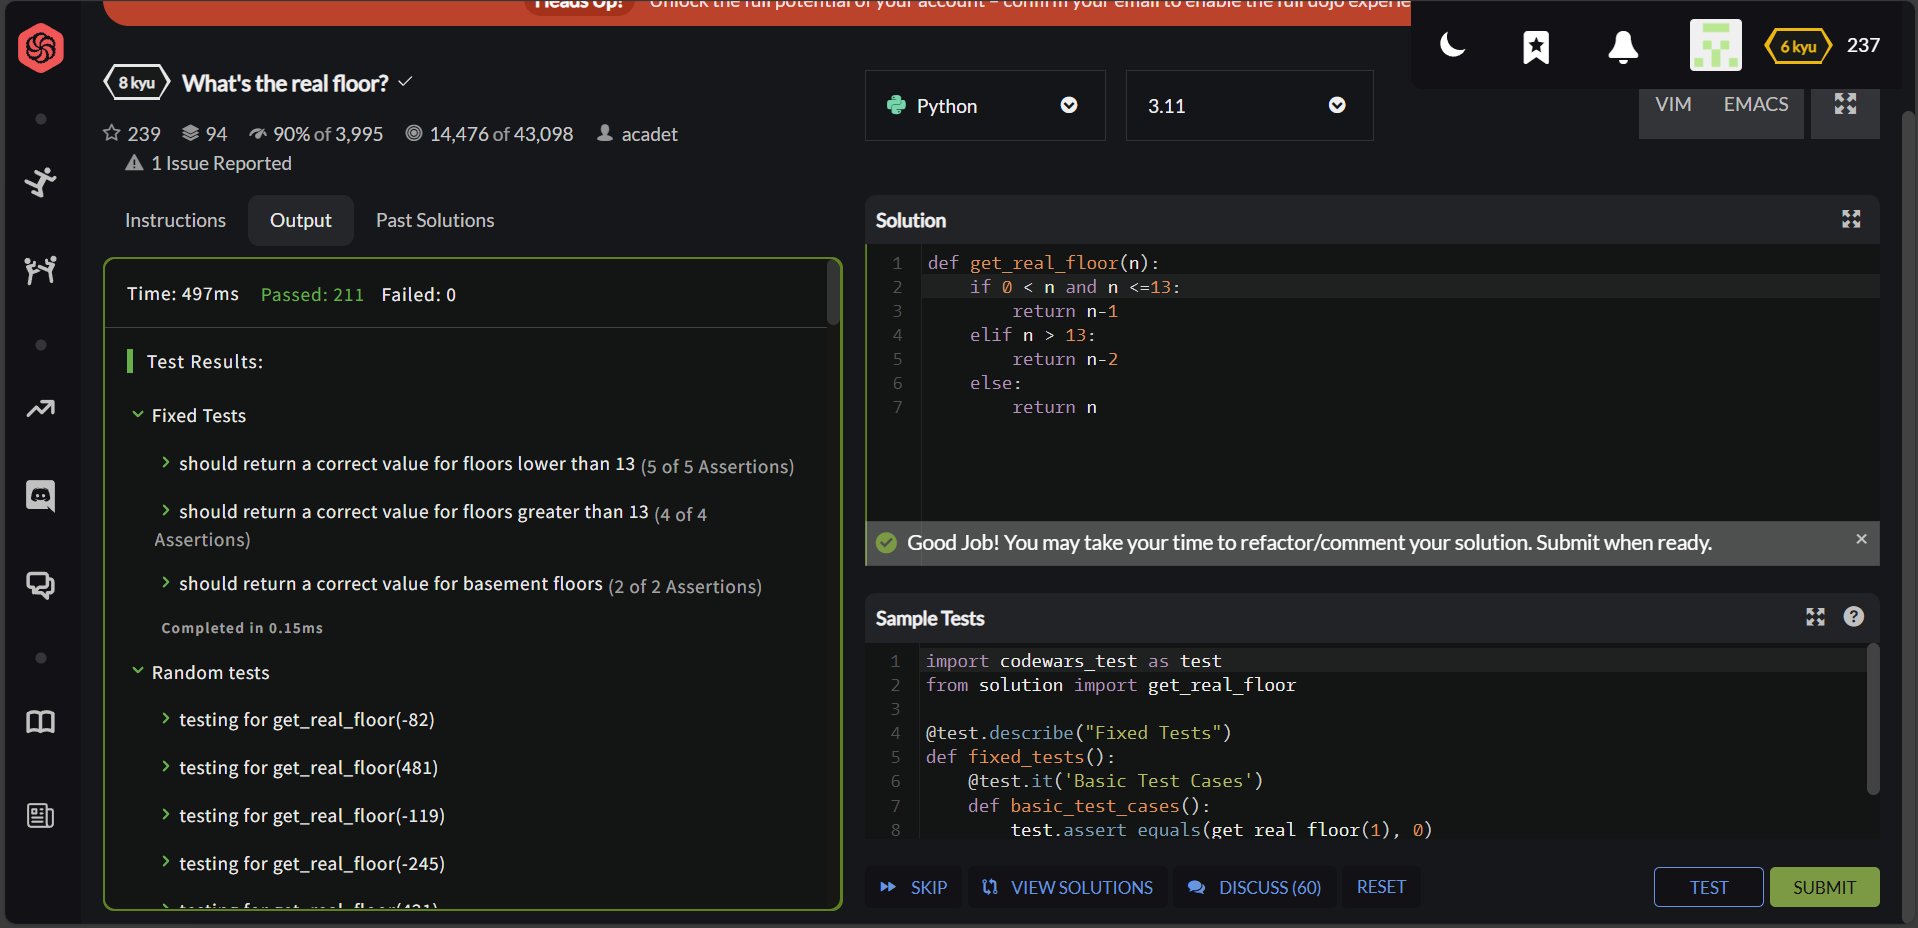 Heads Up! Unlock the full potential of your account – confirm your email to enable the full dojo experie
6 kyu 237
8 kyu What's the real floor?
239 94 90% of 3,995 14,476 of 43,098 acadet
1 Issue Reported
Python 3.11
VIM EMACS
Instructions Output Past Solutions
Time: 497ms Passed: 211 Failed: 0
Test Results:
Fixed Tests
should return a correct value for floors lower than 13 (5 of 5 Assertions)
should return a correct value for floors greater than 13 (4 of 4
Assertions)
should return a correct value for basement floors (2 of 2 Assertions)
Completed in 0.15ms
Random tests
testing for get_real_floor(-82)
testing for get_real_floor(481)
testing for get_real_floor(-119)
testing for get_real_floor(-245)
Solution
1 def get_real_floor(n):
2 if 0 < n and n <=13:
3 return n-1
4 elif n > 13:
5 return n-2
6 else:
7 return n
Good Job! You may take your time to refactor/comment your solution. Submit when ready.
Sample Tests
1 import codewars_test as test
2 from solution import get_real_floor
3
4 @test.describe("Fixed Tests")
5 def fixed_tests():
6 @test.it('Basic Test Cases')
7 def basic_test_cases():
8 test.assert_equals(get_real_floor(1), 0)
SKIP VIEW SOLUTIONS DISCUSS (60) RESET TEST SUBMIT